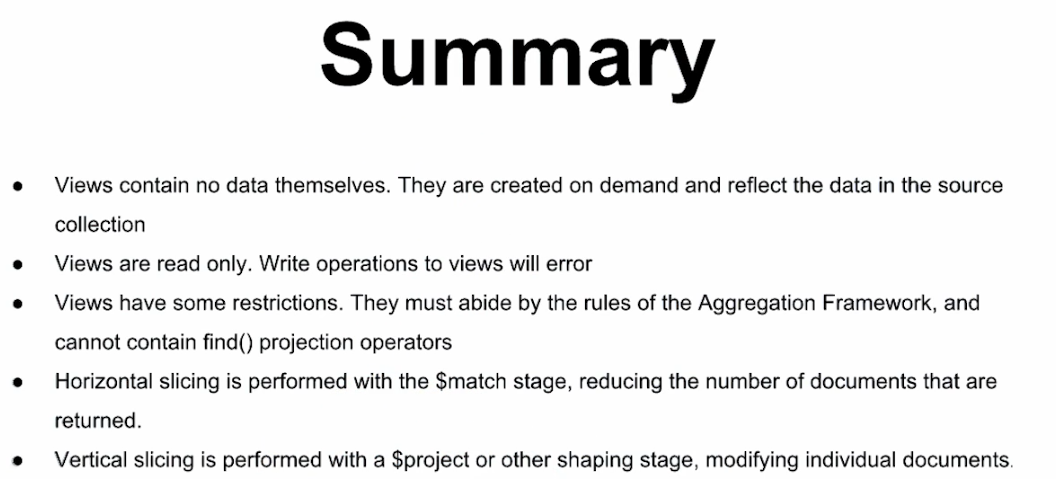 Summary
● Views contain no data themselves. They are created on demand and reflect the data in the source
collection
● Views are read only. Write operations to views will error
● Views have some restrictions. They must abide by the rules of the Aggregation Framework, and
cannot contain find() projection operators
● Horizontal slicing is performed with the $match stage, reducing the number of documents that are
returned.
● Vertical slicing is performed with a $project or other shaping stage, modifying individual documents.